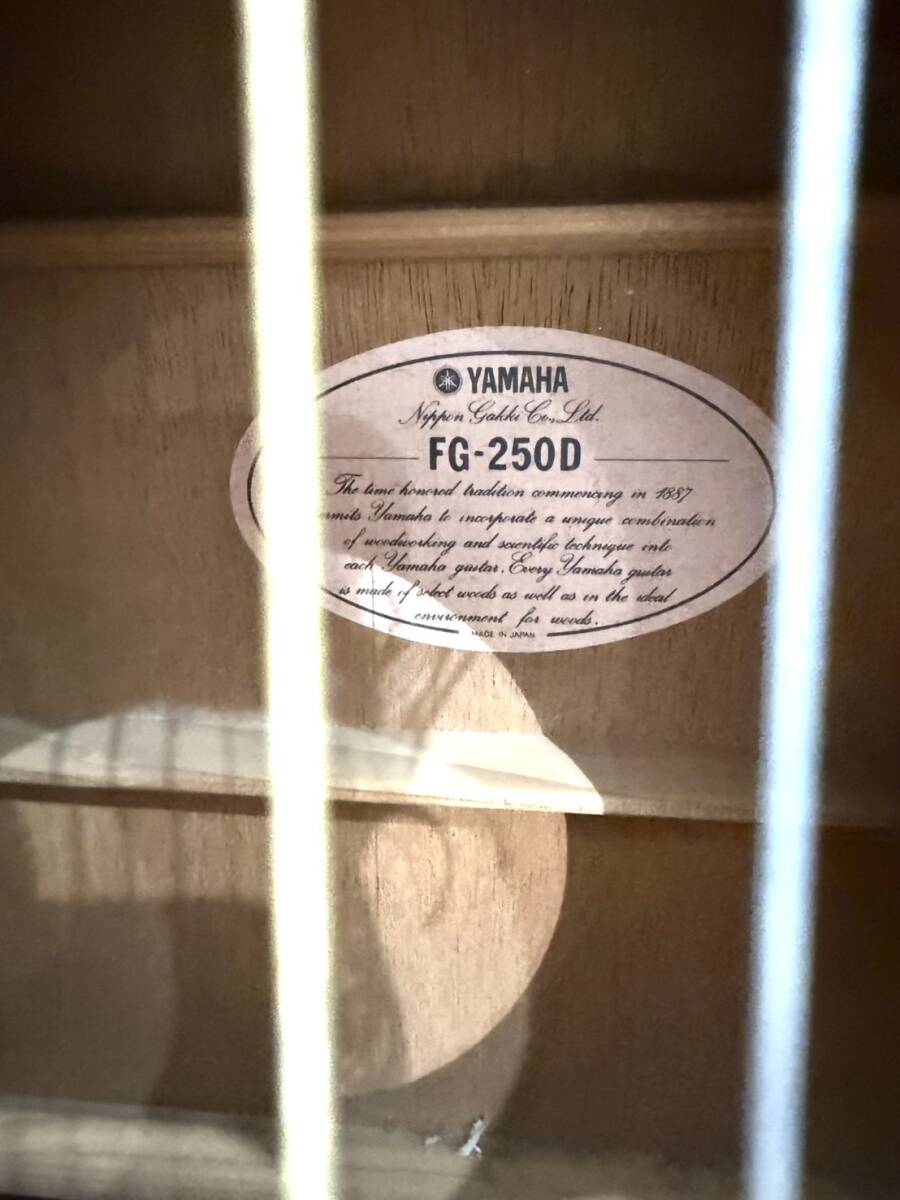 YAMAHA
Nippon Gakki Co., Ltd.
FG-250D
The time honored tradition commencing in 1887
ermits Yamaha to incorporate a unique combination
of woodworking and scientific technique into
each Yamaha guitar. Every Yamaha guitar
is made of select woods as well as in the ideal
environment for woods.
MADE IN JAPAN